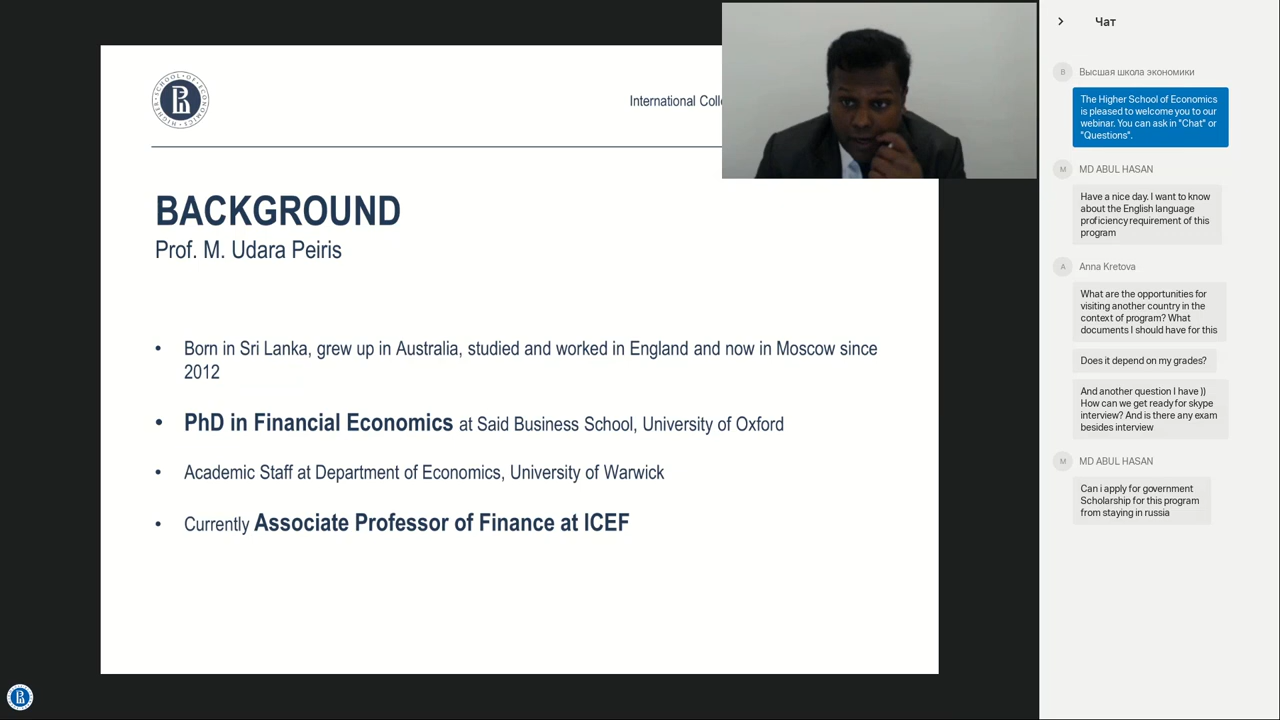 International Coll
BACKGROUND
Prof. M. Udara Peiris
• Born in Sri Lanka, grew up in Australia, studied and worked in England and now in Moscow since
2012
• PhD in Financial Economics at Said Business School, University of Oxford
• Academic Staff at Department of Economics, University of Warwick
• Currently Associate Professor of Finance at ICEF
Чат
В Высшая школа экономики
The Higher School of Economics
is pleased to welcome you to our
webinar. You can ask in "Chat" or
"Questions".
M MD ABUL HASAN
Have a nice day. I want to know
about the English language
proficiency requirement of this
program
A Anna Kretova
What are the opportunities for
visiting another country in the
context of program? What
documents I should have for this
Does it depend on my grades?
And another question I have ))
How can we get ready for skype
interview? And is there any exam
besides interview
M MD ABUL HASAN
Can i apply for government
Scholarship for this program
from staying in russia